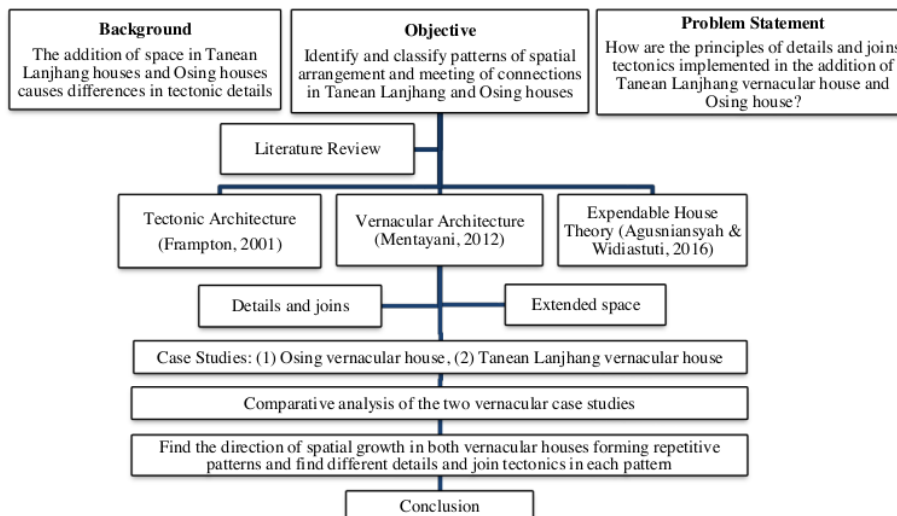 Background
The addition of space in Tanean
Lanjhang houses and Osing houses
causes differences in tectonic details
Objective
Identify and classify patterns of spatial
arrangement and meeting of connections
in Tanean Lanjhang and Osing houses
Problem Statement
How are the principles of details and joins
tectonics implemented in the addition of
Tanean Lanjhang vernacular house and
Osing house?
Literature Review
Tectonic Architecture
(Frampton, 2001)
Vernacular Architecture
(Mentayani, 2012)
Expendable House
Theory (Agusniansyah &
Widiastuti, 2016)
Details and joins
Extended space
Case Studies: (1) Osing vernacular house, (2) Tanean Lanjhang vernacular house
Comparative analysis of the two vernacular case studies
Find the direction of spatial growth in both vernacular houses forming repetitive
patterns and find different details and join tectonics in each pattern
Conclusion